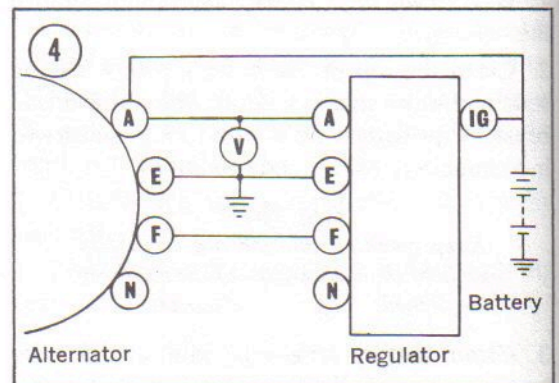 4
A A IG
V
E E
F F
N N
Battery
Alternator Regulator